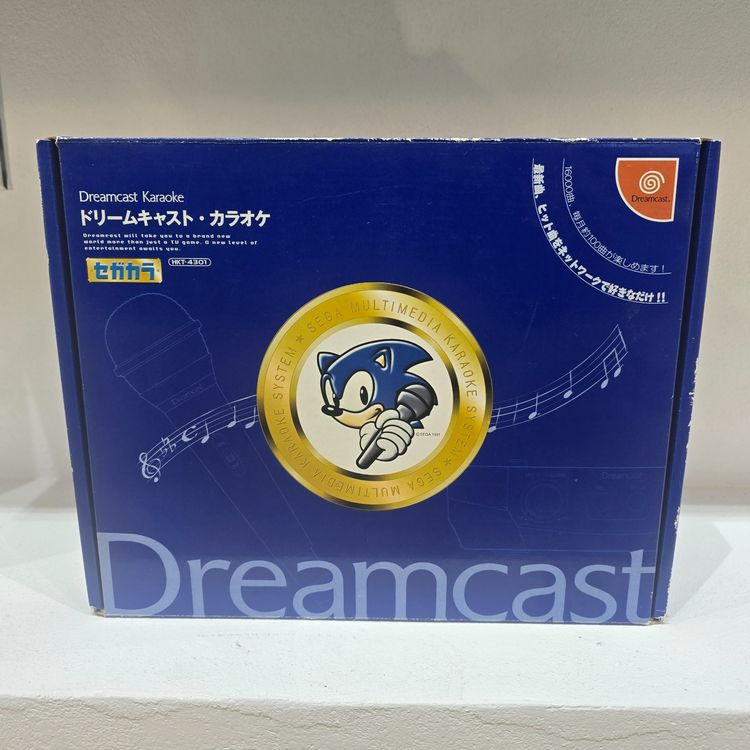 Dreamcast Karaoke
ドリームキャスト・カラオケ
Dreamcast will take you to a brand new
world more than just a TV game. A new level of
entertainment awaits you.
セガカラ HKT-4301
16000曲、毎月約100曲が楽しめます!
最新曲、ヒット曲をネットワークで好きなだけ!!
Dreamcast
SEGA MULTIMEDIA KARAOKE SYSTEM ★ SEGA MULTIMEDIA KARAOKE SYSTEM ★
©SEGA 1991
Dreamcast
Dreamcast
Dreamcast